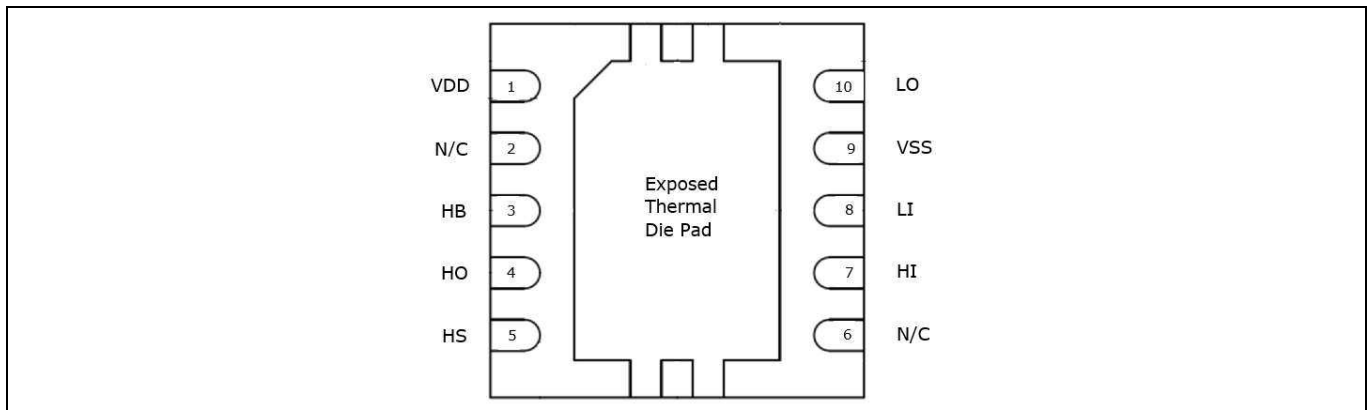 VDD 1 10 LO
N/C 2 9 VSS
HB 3 8 LI
Exposed
Thermal
Die Pad
HO 4 7 HI
HS 5 6 N/C